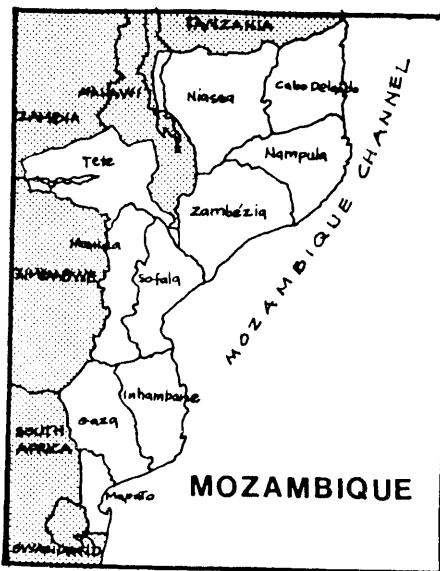 TANZANIA
MALAWI
Niassa
Cabo Delgado
ZAMBIA
Tete
Nampula
Zambézia
MOZAMBIQUE CHANNEL
Manica
ZIMBABWE
Sofala
Inhambane
Gaza
SOUTH
AFRICA
Maputo
MOZAMBIQUE
SWAZILAND